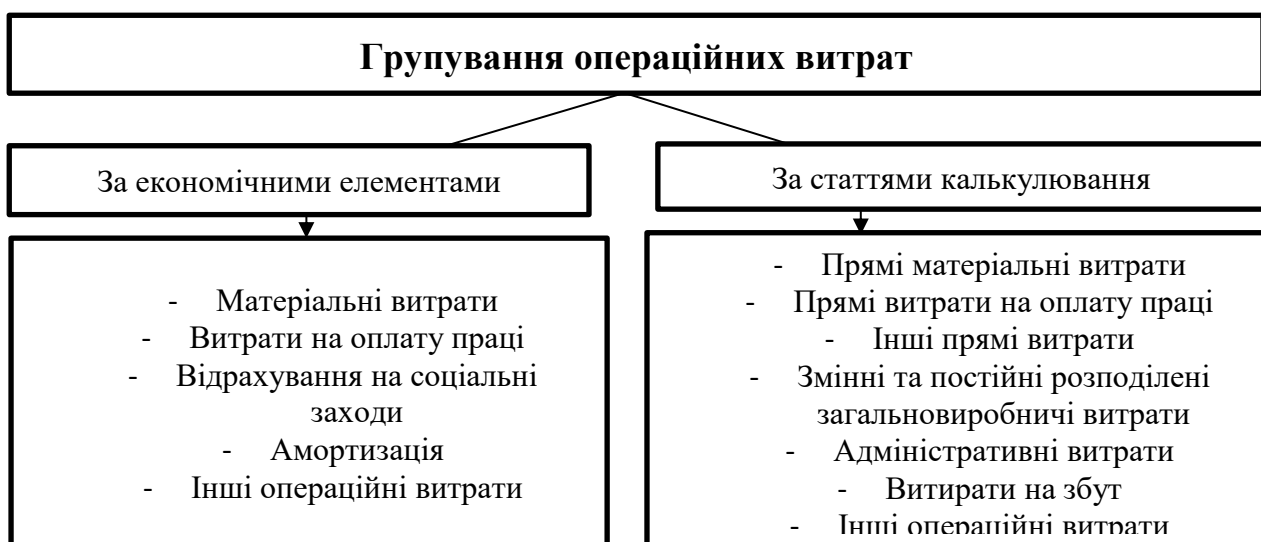 Групування операційних витрат
За економічними елементами
- Матеріальні витрати
- Витрати на оплату праці
- Відрахування на соціальні
заходи
- Амортизація
- Інші операційні витрати
За статтями калькулювання
- Прямі матеріальні витрати
- Прямі витрати на оплату праці
- Інші прямі витрати
- Змінні та постійні розподілені
загальновиробничі витрати
- Адміністративні витрати
- Витирати на збут
- Інші операційні витрати